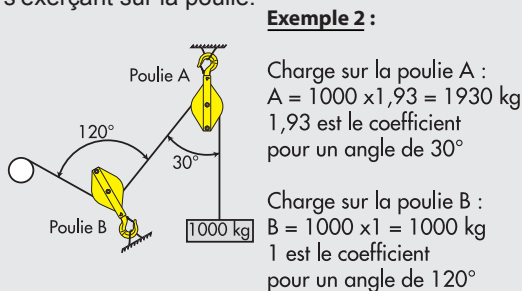 s'exerçant sur la poulie.
Exemple 2 :
Poulie A
120°
30°
Poulie B
1000 kg
Charge sur la poulie A :
A = 1000 x1,93 = 1930 kg
1,93 est le coefficient
pour un angle de 30°
Charge sur la poulie B :
B = 1000 x1 = 1000 kg
1 est le coefficient
pour un angle de 120°